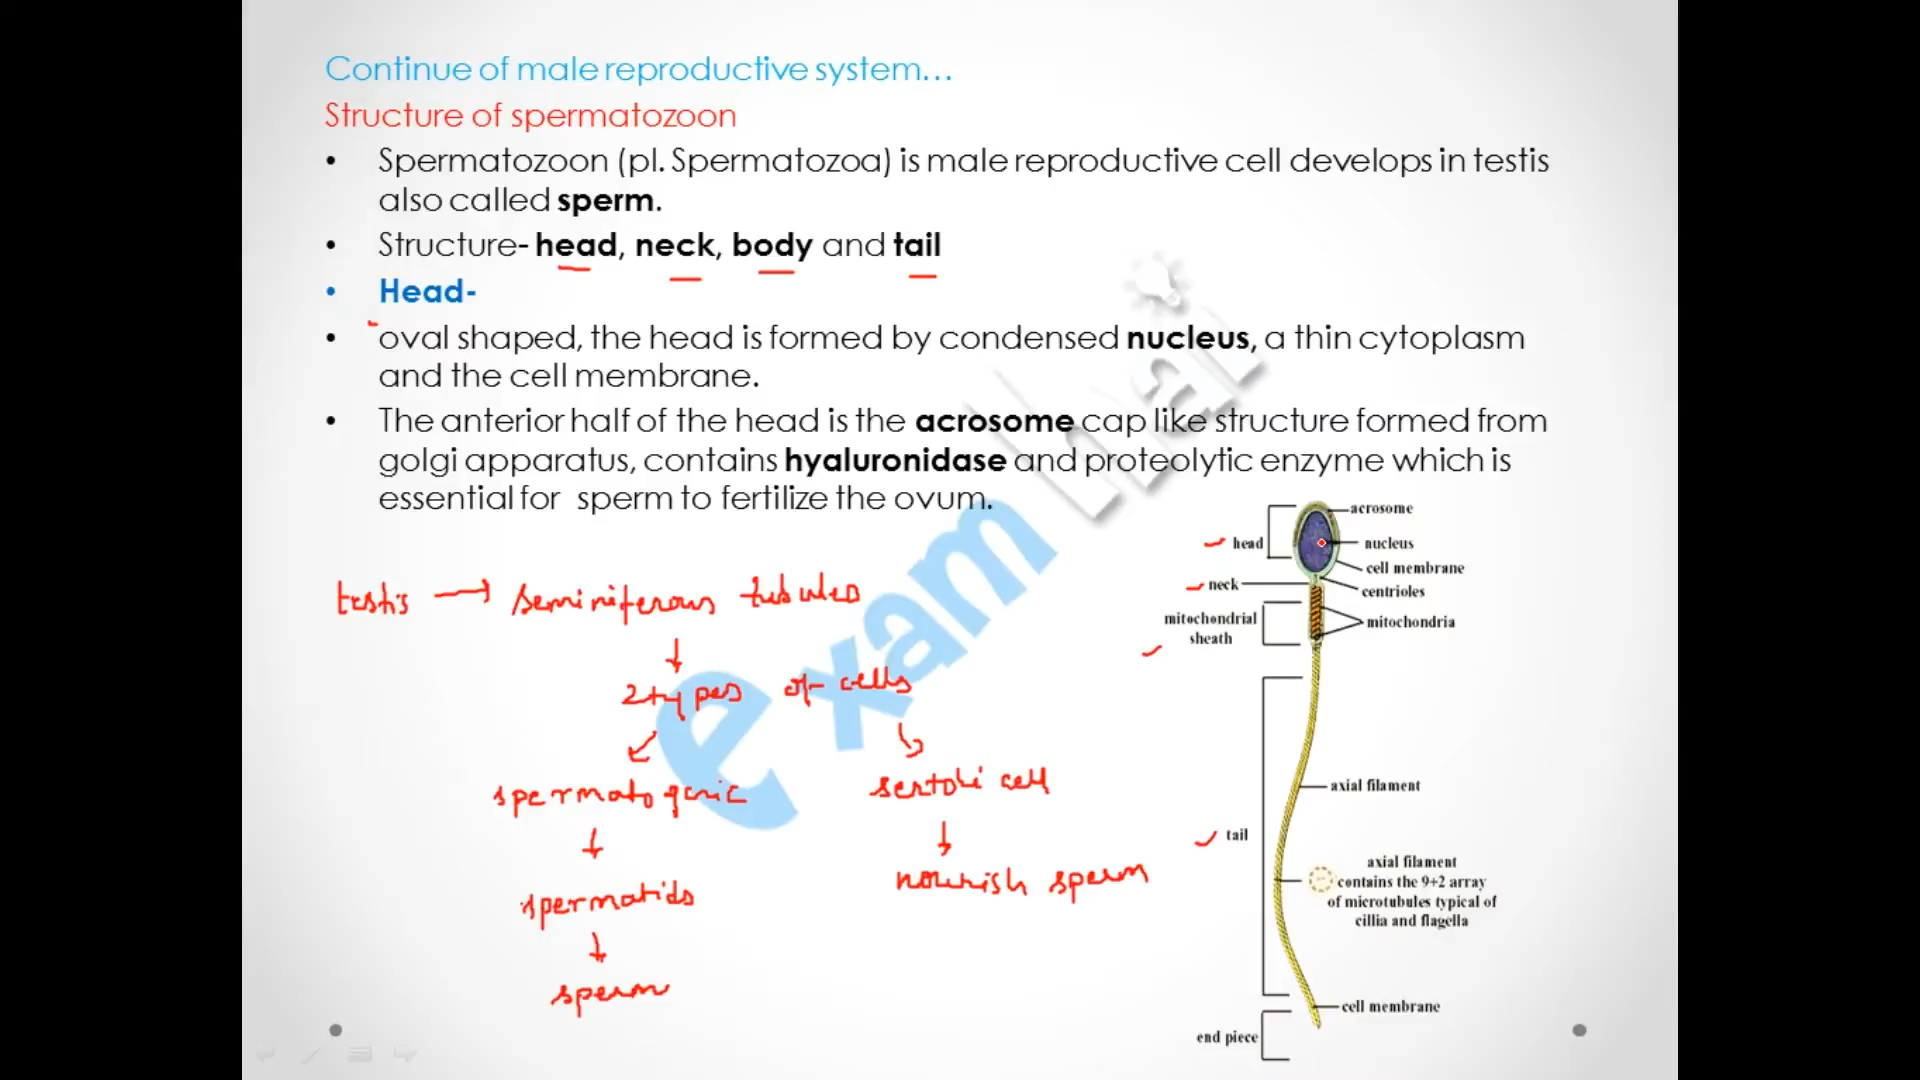 Continue of male reproductive system...
Structure of spermatozoon
• Spermatozoon (pl. Spermatozoa) is male reproductive cell develops in testis
also called sperm.
• Structure- head, neck, body and tail
• Head-
• oval shaped, the head is formed by condensed nucleus, a thin cytoplasm
and the cell membrane.
• The anterior half of the head is the acrosome cap like structure formed from
golgi apparatus, contains hyaluronidase and proteolytic enzyme which is
essential for sperm to fertilize the ovum.
exam hai
testis → seminiferous tubules
2 types of cells
spermatogenic
sertoli cell
spermatids
nourish sperm
sperm
acrosome
head
nucleus
cell membrane
neck
centrioles
mitochondrial
sheath
mitochondria
axial filament
tail
axial filament
contains the 9+2 array
of microtubules typical of
cillia and flagella
cell membrane
end piece